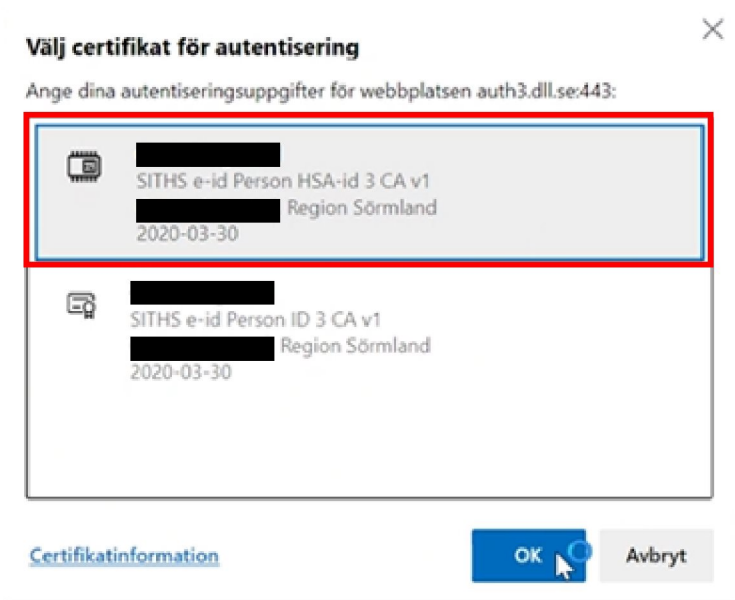 Välj certifikat för autentisering
Ange dina autentiseringsuppgifter för webbplatsen auth3.dll.se:443:
SITHS e-id Person HSA-id 3 CA v1
Region Sörmland
2020-03-30
SITHS e-id Person ID 3 CA v1
Region Sörmland
2020-03-30
Certifikatinformation
OK
Avbryt